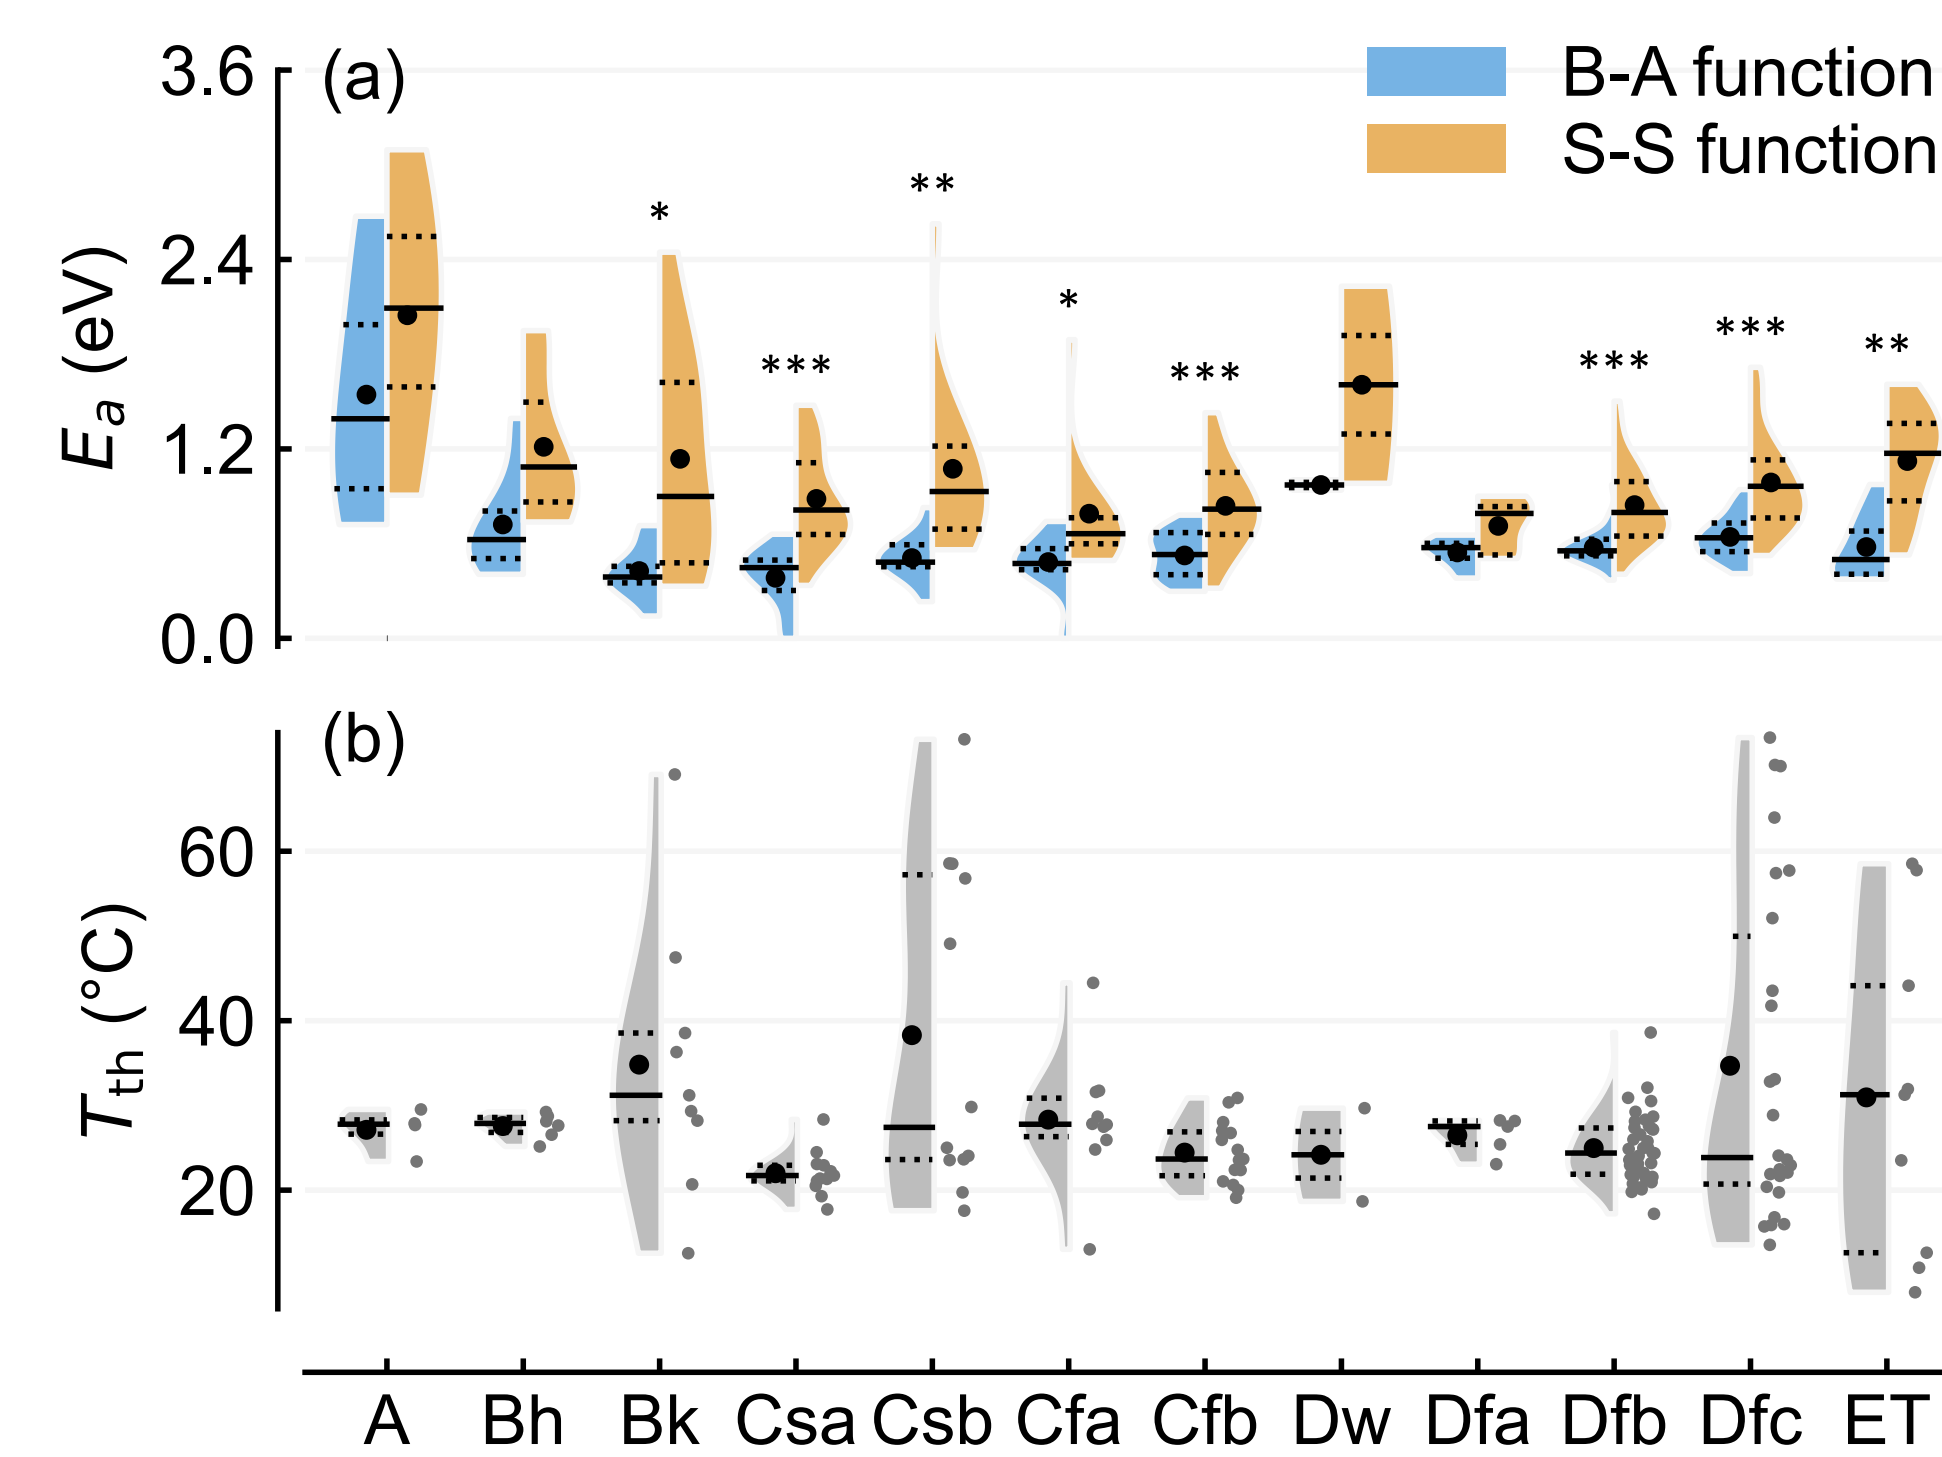 3.6
(a)
B-A function
S-S function
**
*
2.4
*
***
***
**
***
***
Ea (eV)
1.2
0.0
(b)
60
Tth (°C)
40
20
A Bh Bk Csa Csb Cfa Cfb Dw Dfa Dfb Dfc ET